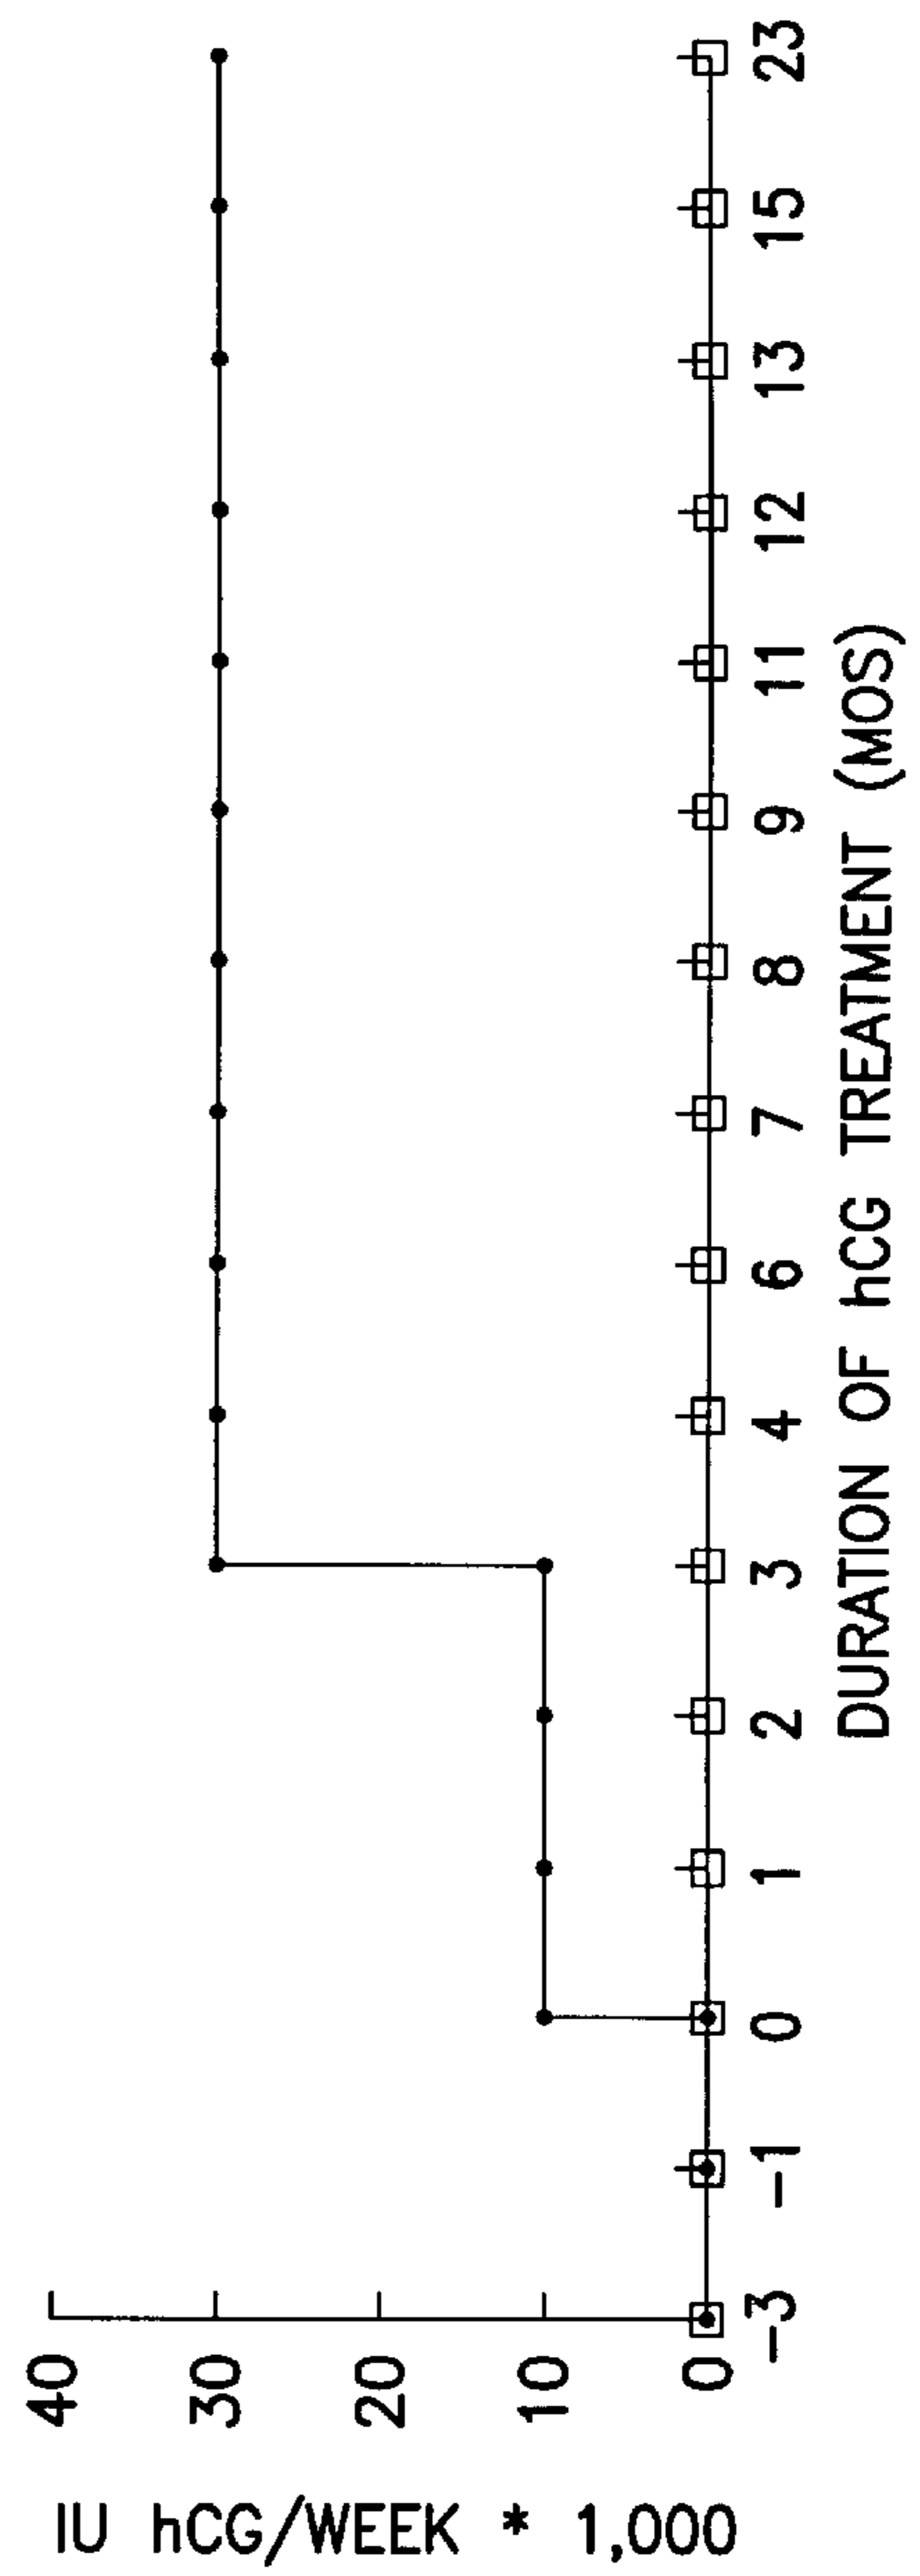 IU hCG/WEEK * 1,000
40
30
20
10
0
-3 -1 0 1 2 3 4 6 7 8 9 11 12 13 15 23
DURATION OF hCG TREATMENT (MOS)